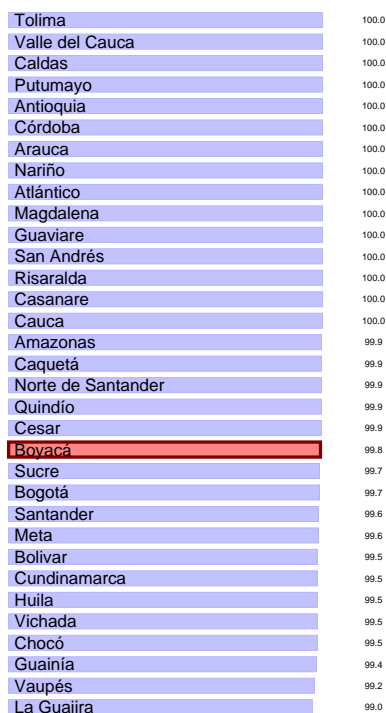 Tolima 100.0
Valle del Cauca 100.0
Caldas 100.0
Putumayo 100.0
Antioquia 100.0
Córdoba 100.0
Arauca 100.0
Nariño 100.0
Atlántico 100.0
Magdalena 100.0
Guaviare 100.0
San Andrés 100.0
Risaralda 100.0
Casanare 100.0
Cauca 100.0
Amazonas 99.9
Caquetá 99.9
Norte de Santander 99.9
Quindío 99.9
Cesar 99.9
Boyacá 99.8
Sucre 99.7
Bogotá 99.7
Santander 99.6
Meta 99.6
Bolivar 99.5
Cundinamarca 99.5
Huila 99.5
Vichada 99.5
Chocó 99.5
Guainía 99.4
Vaupés 99.2
La Guajira 99.0